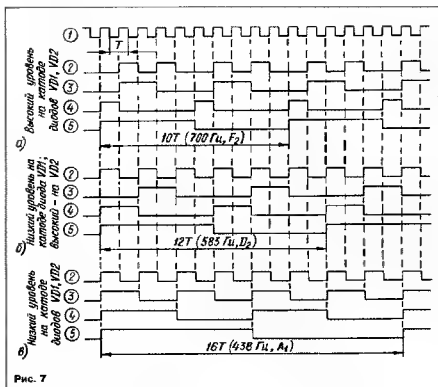 ①
T
②
③
④
⑤
а)
Высокий уровень
на катоде
диодов VD1, VD2
10T (700 Гц, F₂)
②
③
④
⑤
б)
Низкий уровень на
катоде диода VD1,
высокий на VD2
12T (585 Гц, D₂)
②
③
④
⑤
в)
Низкий уровень
на катоде
диодов VD1, VD2
16T (438 Гц, A₁)
Рис. 7